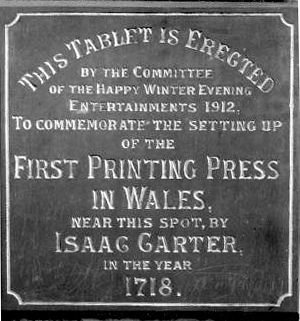 THIS TABLET IS ERECTED
BY THE COMMITTEE
OF THE HAPPY WINTER EVENING
ENTERTAINMENTS 1912,
TO COMMEMORATE THE SETTING UP
OF THE
FIRST PRINTING PRESS
IN WALES,
NEAR THIS SPOT, BY
ISAAC CARTER,
IN THE YEAR
1718.